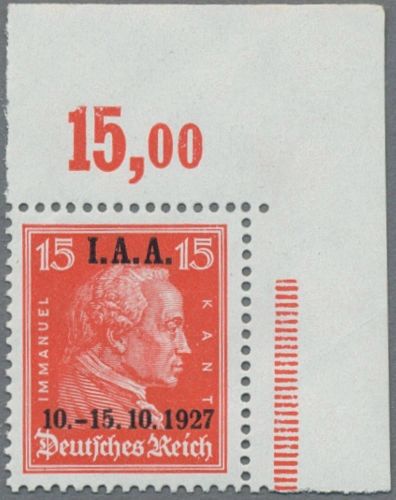 15,00
15 I.A.A. 15
IMMANUEL
KANT
10.-15.10.1927
Deutsches Reich